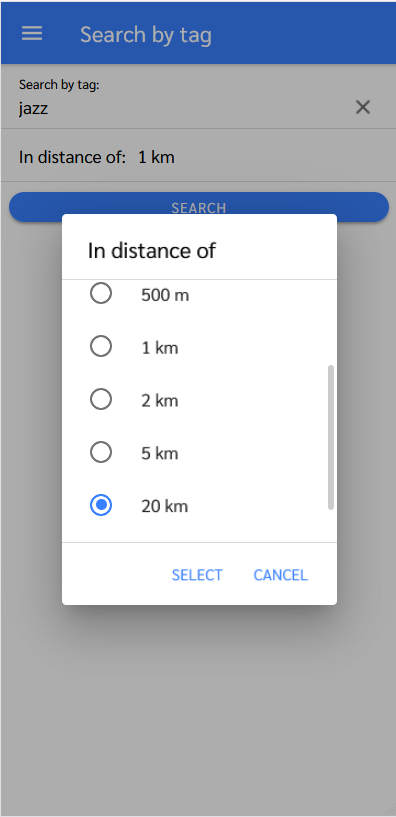 Search by tag
Search by tag:
jazz
In distance of: 1 km
SEARCH
In distance of
500 m
1 km
2 km
5 km
20 km
SELECT CANCEL